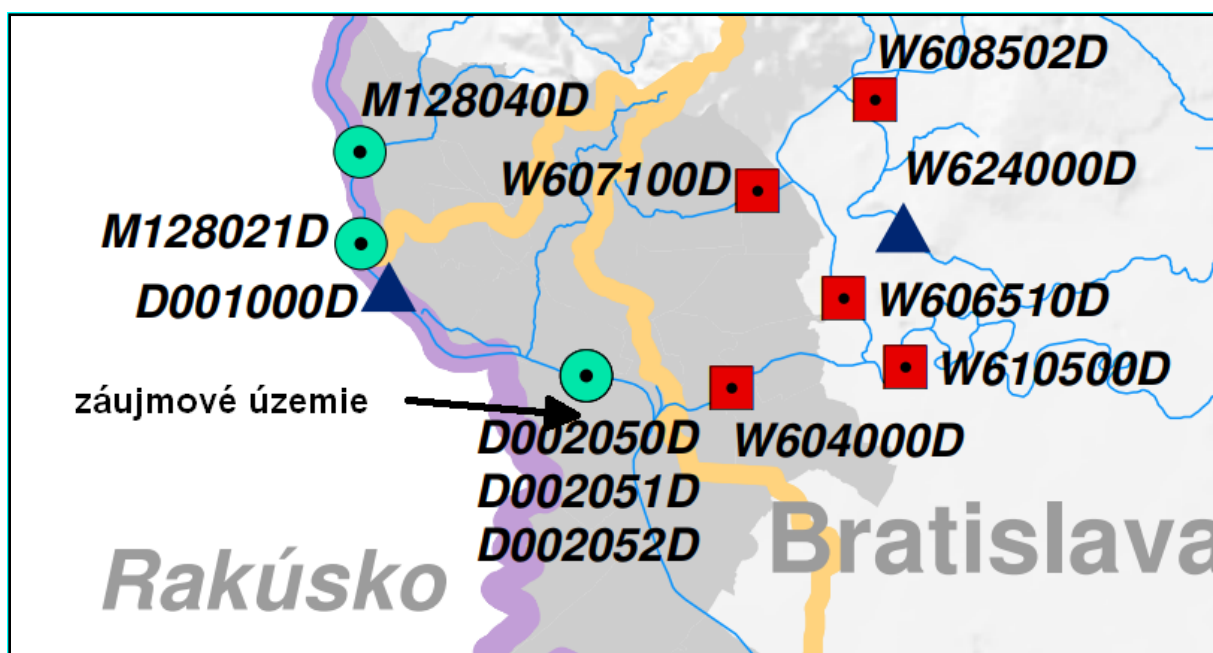 W608502D
M128040D
W624000D
W607100D
M128021D
D001000D
W606510D
W610500D
záujmové územie
D002050D
W604000D
D002051D
D002052D
Bratislava
Rakúsko